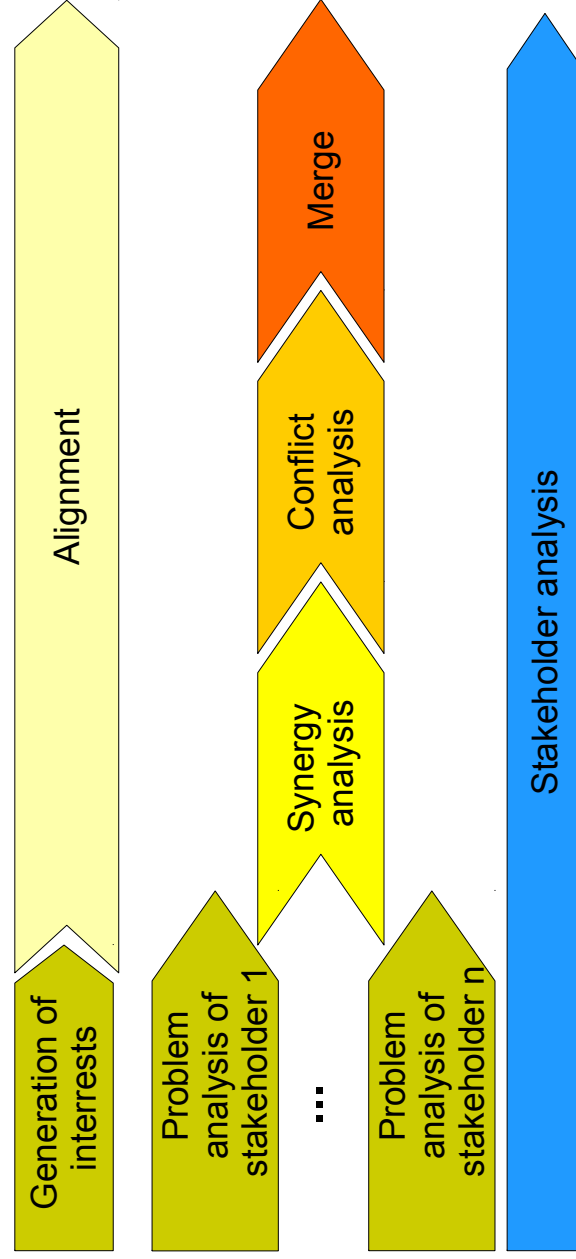 Generation of
interrests
Alignment
Problem
analysis of
stakeholder 1
...
Problem
analysis of
stakeholder n
Synergy
analysis
Conflict
analysis
Merge
Stakeholder analysis